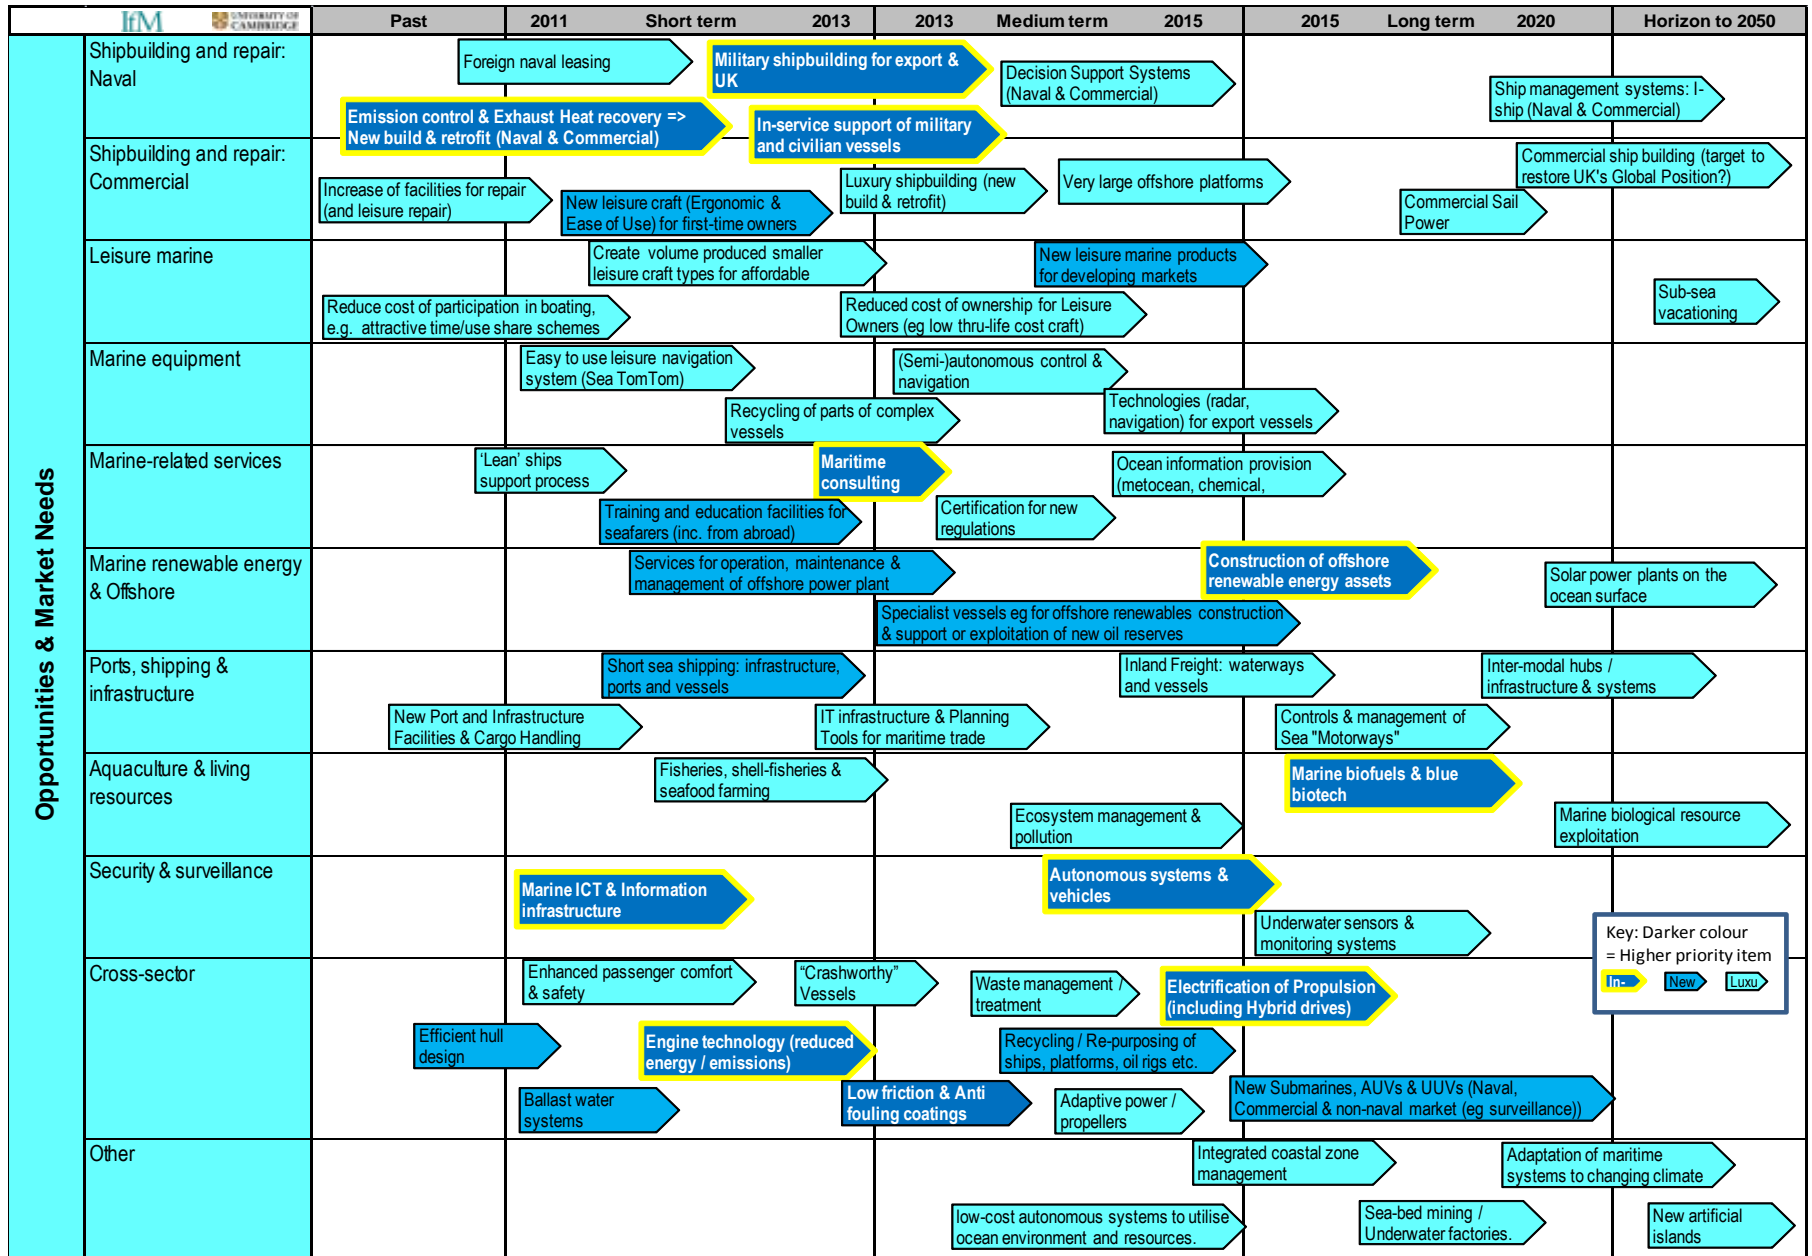 IfM
UNIVERSITY OF
CAMBRIDGE
Past
2011
Short term
2013
2013
Medium term
2015
2015
Long term
2020
Horizon to 2050
Opportunities & Market Needs
Shipbuilding and repair:
Naval
Foreign naval leasing
Military shipbuilding for export &
UK
Decision Support Systems
(Naval & Commercial)
Ship management systems: I-
ship (Naval & Commercial)
Emission control & Exhaust Heat recovery =>
New build & retrofit (Naval & Commercial)
In-service support of military
and civilian vessels
Shipbuilding and repair:
Commercial
Commercial ship building (target to
restore UK's Global Position?)
Increase of facilities for repair
(and leisure repair)
New leisure craft (Ergonomic &
Ease of Use) for first-time owners
Luxury shipbuilding (new
build & retrofit)
Very large offshore platforms
Commercial Sail
Power
Leisure marine
Create  volume produced smaller
leisure craft types for affordable
New leisure marine products
for developing markets
Reduce cost of participation in boating,
e.g.  attractive time/use share schemes
Reduced cost of ownership for Leisure
Owners (eg low thru-life cost craft)
Sub-sea
vacationing
Marine equipment
Easy to use leisure navigation
system (Sea TomTom)
(Semi-)autonomous control &
navigation
Recycling of parts of complex
vessels
Technologies (radar,
navigation) for export vessels
Marine-related services
'Lean' ships
support process
Maritime
consulting
Ocean information provision
(metocean, chemical,
Training and education facilities for
seafarers (inc. from abroad)
Certification for new
regulations
Marine renewable energy
& Offshore
Services for operation, maintenance &
management of offshore power plant
Construction of offshore
renewable energy assets
Solar power plants on the
ocean surface
Specialist vessels eg for offshore renewables construction
& support or exploitation of new oil reserves
Ports, shipping &
infrastructure
Short sea shipping: infrastructure,
ports and vessels
Inland Freight: waterways
and vessels
Inter-modal hubs /
infrastructure & systems
New Port and Infrastructure
Facilities & Cargo Handling
IT infrastructure & Planning
Tools for maritime trade
Controls & management of
Sea "Motorways"
Aquaculture & living
resources
Fisheries, shell-fisheries &
seafood farming
Marine biofuels & blue
biotech
Ecosystem management &
pollution
Marine biological resource
exploitation
Security & surveillance
Marine ICT & Information
infrastructure
Autonomous systems &
vehicles
Underwater sensors &
monitoring systems
Key: Darker colour
= Higher priority item
In-
New
Luxu
Cross-sector
Enhanced passenger comfort
& safety
"Crashworthy"
Vessels
Waste management /
treatment
Electrification of Propulsion
(including Hybrid drives)
Efficient hull
design
Engine technology (reduced
energy / emissions)
Recycling / Re-purposing of
ships, platforms, oil rigs etc.
Ballast water
systems
Low friction & Anti
fouling coatings
Adaptive power /
propellers
New Submarines, AUVs & UUVs (Naval,
Commercial & non-naval market (eg surveillance))
Other
Integrated coastal zone
management
Adaptation of maritime
systems to changing climate
low-cost autonomous systems to utilise
ocean environment and resources.
Sea-bed mining /
Underwater factories.
New artificial
islands